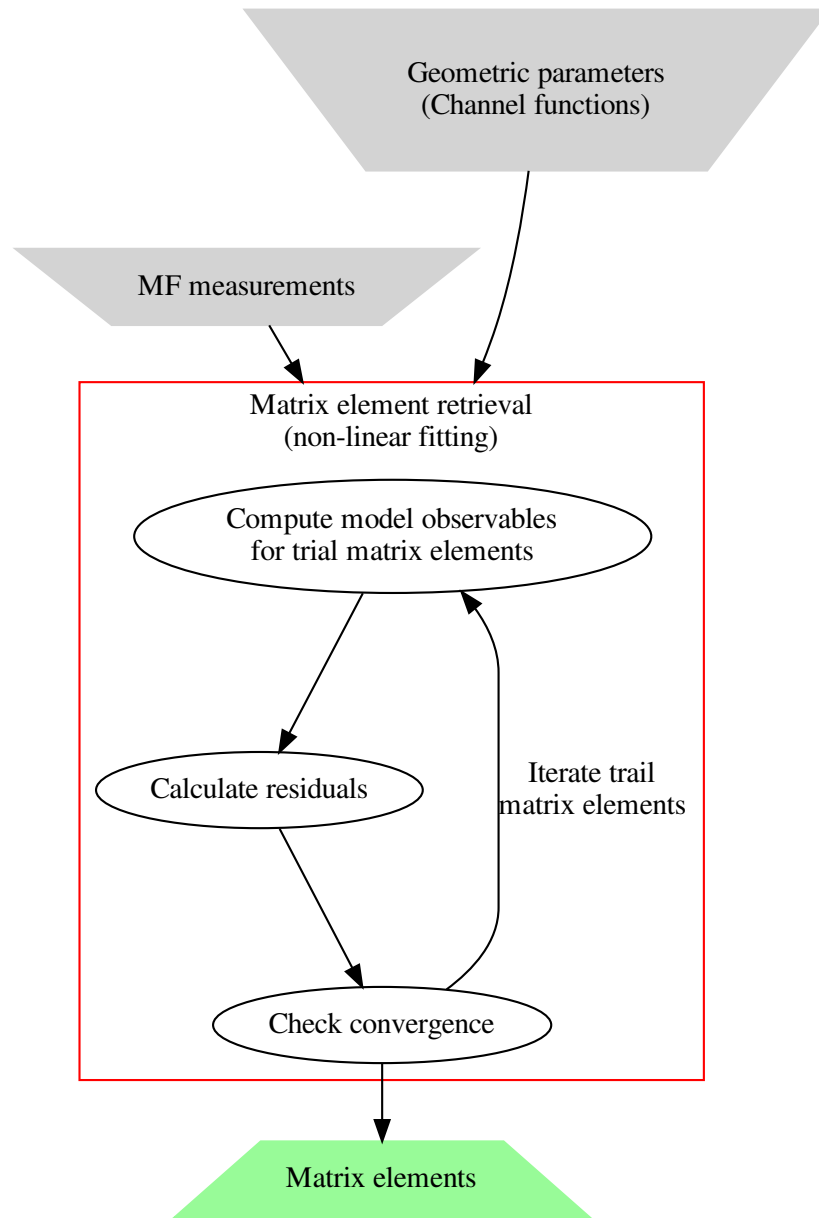 Geometric parameters
(Channel functions)
MF measurements
Matrix element retrieval
(non-linear fitting)
Compute model observables
for trial matrix elements
Calculate residuals
Iterate trail
matrix elements
Check convergence
Matrix elements